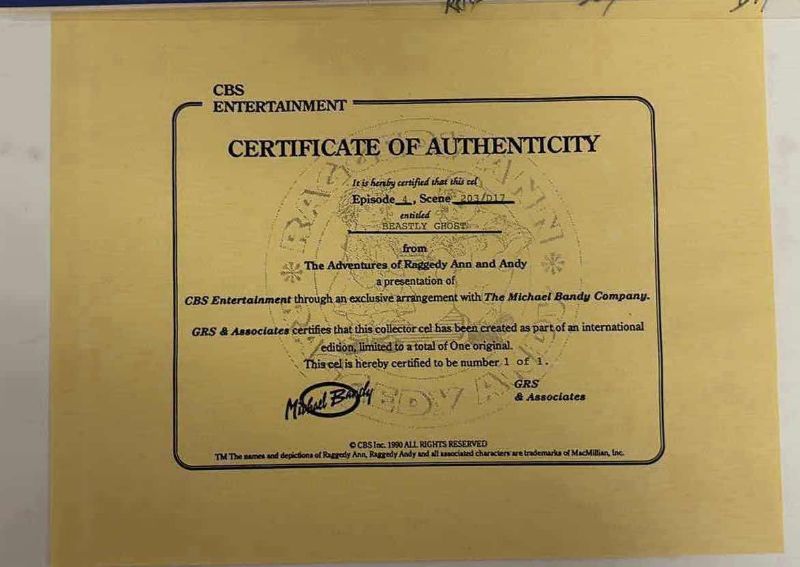 CBS
ENTERTAINMENT
CERTIFICATE OF AUTHENTICITY
It is hereby certified that this cel
Episode 4, Scene 203/D17
entitled
BEASTLY GHOST
from
The Adventures of Raggedy Ann and Andy
a presentation of
CBS Entertainment through an exclusive arrangement with The Michael Bandy Company.
GRS & Associates certifies that this collector cel has been created as part of an international
edition, limited to a total of One original.
This cel is hereby certified to be number 1 of 1.
Michael Bandy
GRS
& Associates
© CBS Inc. 1990 ALL RIGHTS RESERVED
TM The names and depictions of Raggedy Ann, Raggedy Andy and all associated characters are trademarks of MacMillian, Inc.